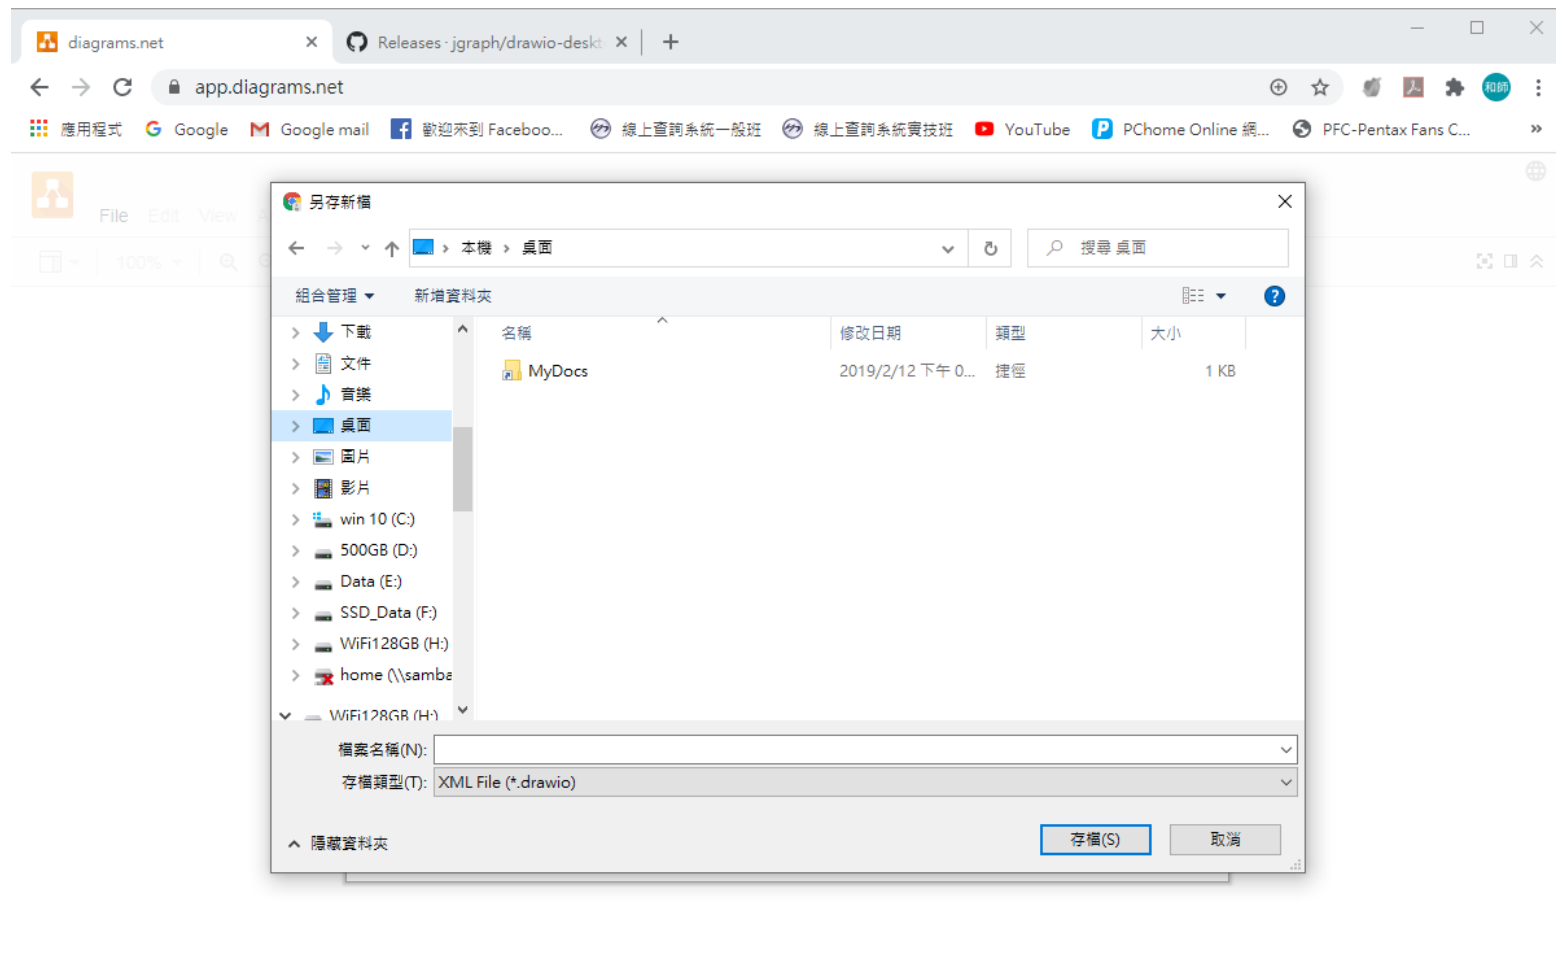 diagrams.net
Releases · jgraph/drawio-deskt
app.diagrams.net
和師
應用程式 Google Google mail 歡迎來到 Faceboo... 線上查詢系統一般班 線上查詢系統實技班 YouTube PChome Online 網... PFC-Pentax Fans C... »
File Edit View A
100%
另存新檔
本機 › 桌面
搜尋 桌面
組合管理 新增資料夾
名稱 修改日期 類型 大小
MyDocs 2019/2/12 下午 0... 捷徑 1 KB
下載
文件
音樂
桌面
圖片
影片
win 10 (C:)
500GB (D:)
Data (E:)
SSD_Data (F:)
WiFi128GB (H:)
home (\\samba
WiFi128GB (H:)
檔案名稱(N):
存檔類型(T): XML File (*.drawio)
隱藏資料夾
存檔(S) 取消